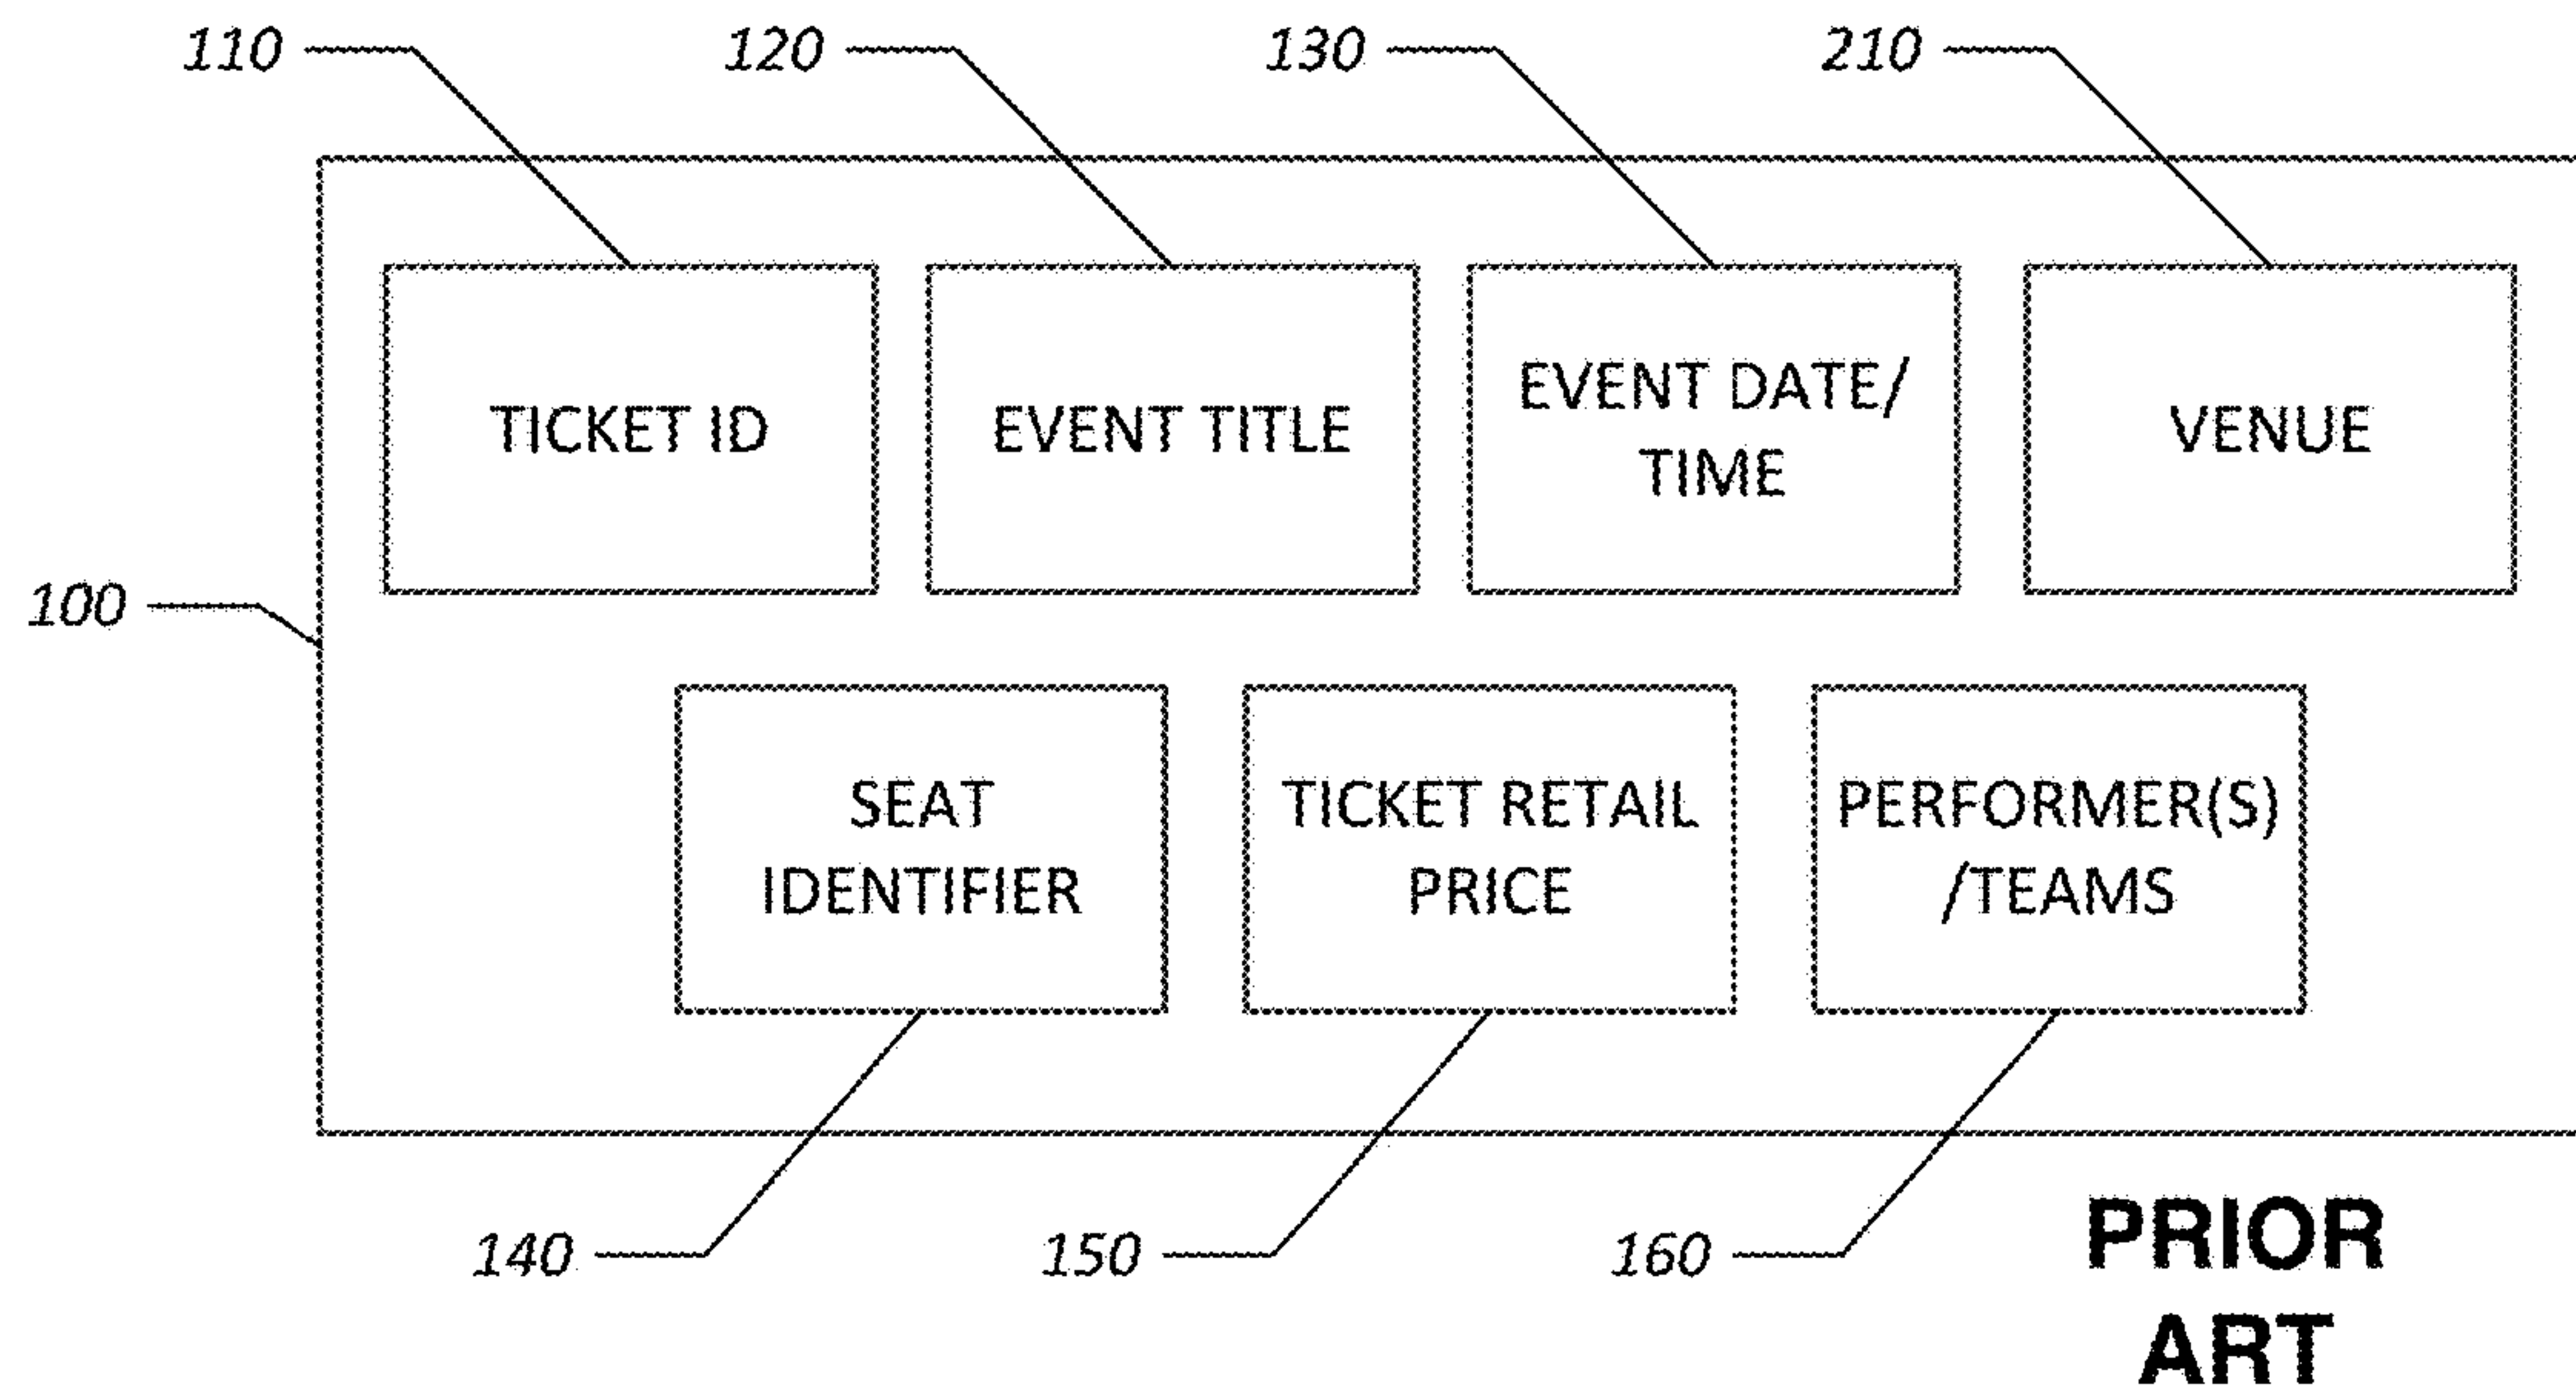 110 120 130 210
TICKET ID
EVENT TITLE
EVENT DATE/
TIME
VENUE
100
SEAT
IDENTIFIER
TICKET RETAIL
PRICE
PERFORMER(S)
/TEAMS
140 150 160
PRIOR
ART